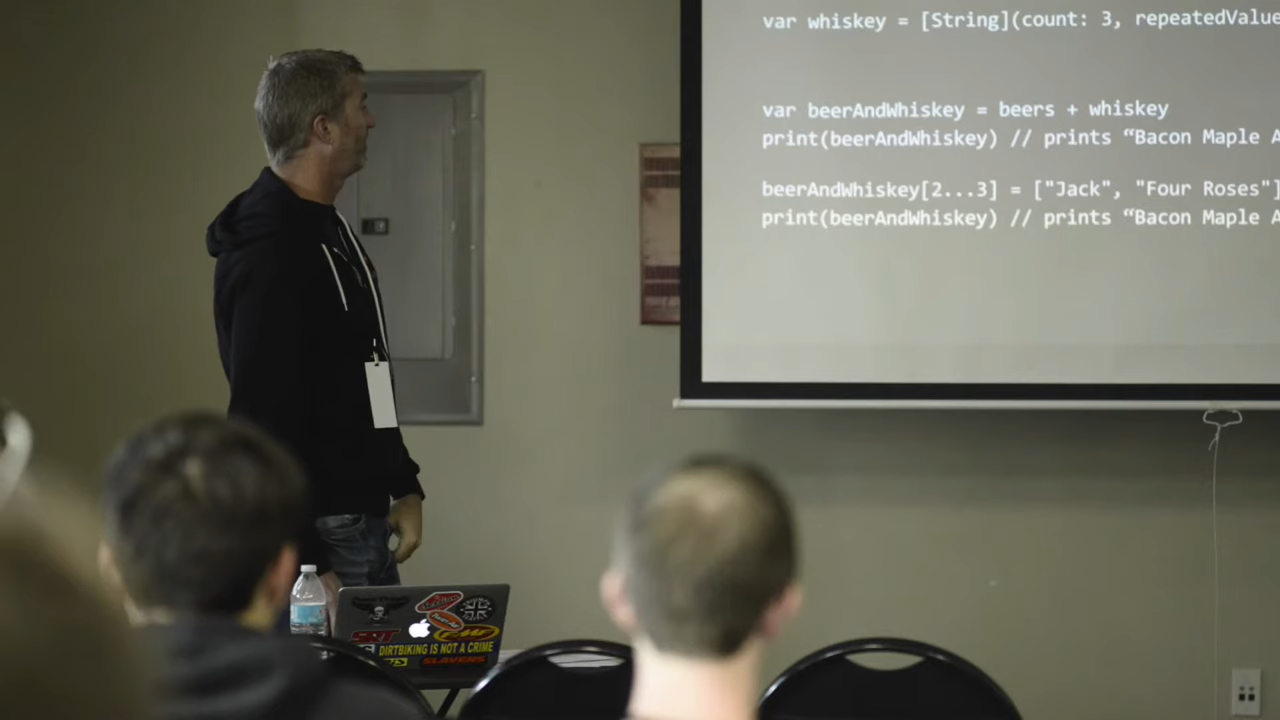 var whiskey = [String](count: 3, repeatedValue
var beerAndWhiskey = beers + whiskey
print(beerAndWhiskey) // prints “Bacon Maple A
beerAndWhiskey[2...3] = ["Jack", "Four Roses"]
print(beerAndWhiskey) // prints “Bacon Maple A
DIRTBIKING IS NOT A CRIME
SLAVENS